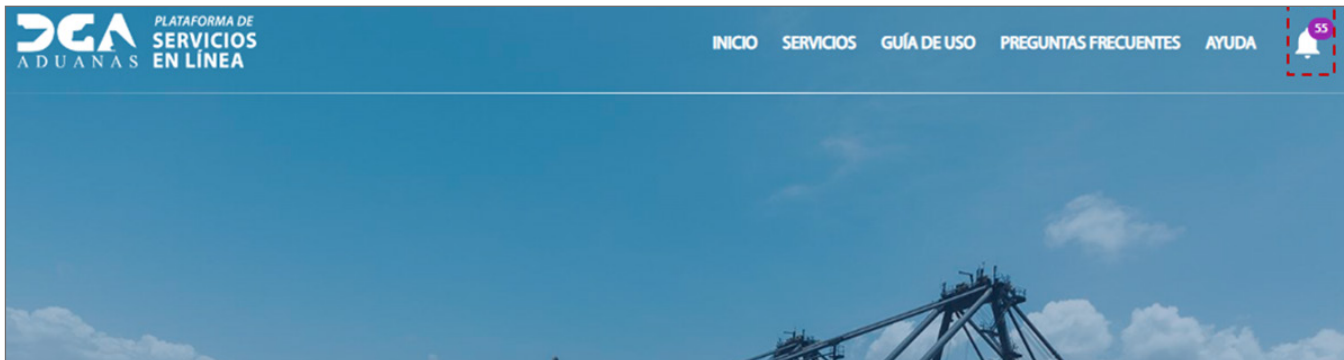 DGA
ADUANAS
PLATAFORMA DE
SERVICIOS
EN LÍNEA
INICIO SERVICIOS GUÍA DE USO PREGUNTAS FRECUENTES AYUDA
55